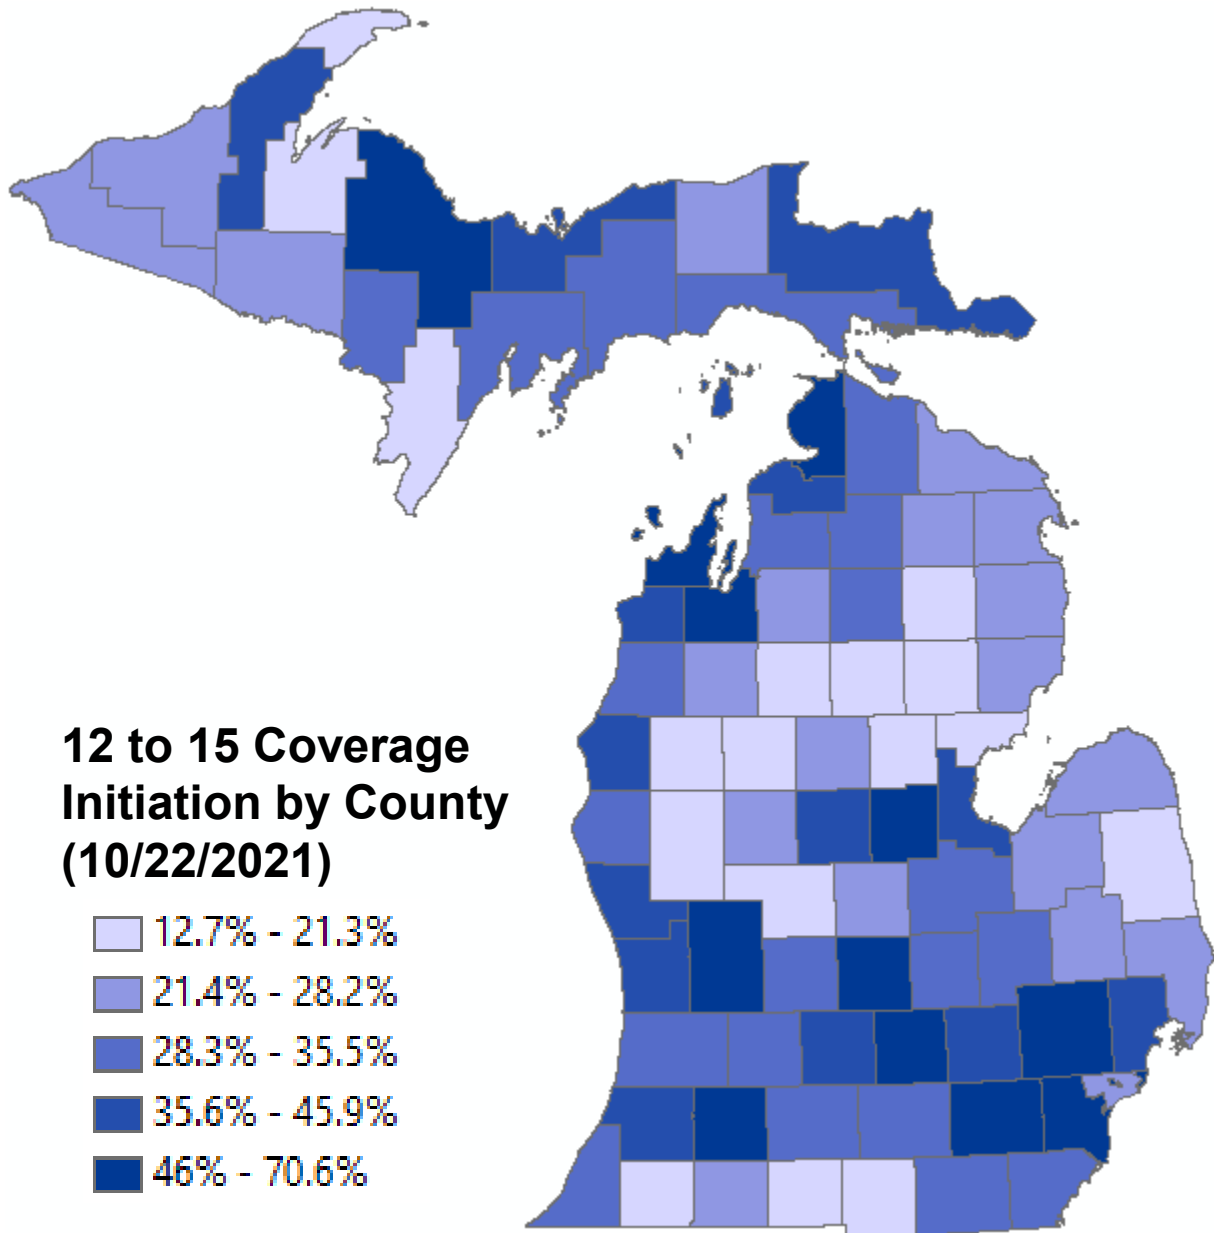 12 to 15 Coverage
Initiation by County
(10/22/2021)
12.7% - 21.3%
21.4% - 28.2%
28.3% - 35.5%
35.6% - 45.9%
46% - 70.6%